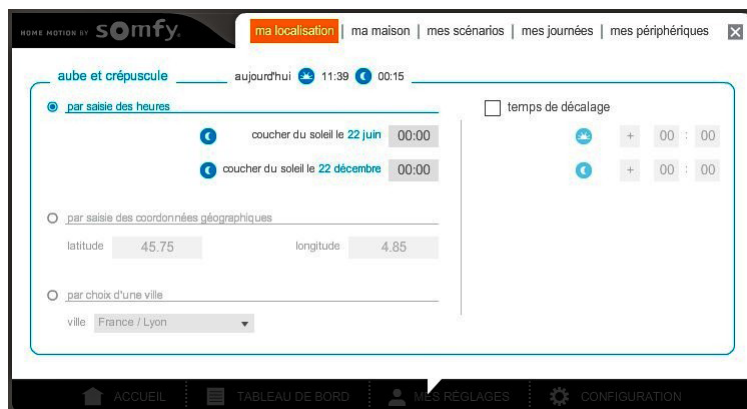 HOME MOTION BY somfy.
ma localisation | ma maison | mes scénarios | mes journées | mes périphériques
aube et crépuscule aujourd'hui 11:39 00:15
par saisie des heures
temps de décalage
coucher du soleil le 22 juin 00:00
+ 00 : 00
coucher du soleil le 22 décembre 00:00
+ 00 : 00
par saisie des coordonnées géographiques
latitude 45.75 longitude 4.85
par choix d'une ville
ville France / Lyon
ACCUEIL TABLEAU DE BORD MES RÉGLAGES CONFIGURATION